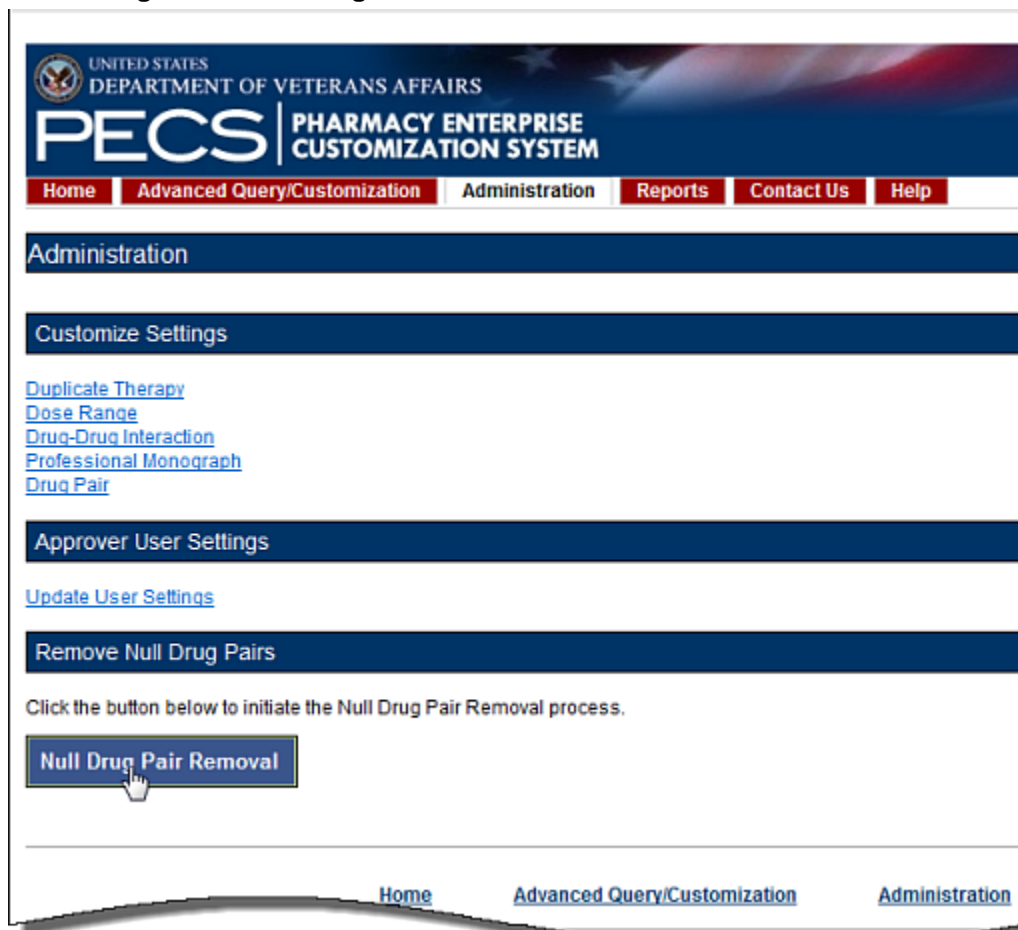 UNITED STATES
DEPARTMENT OF VETERANS AFFAIRS
PECS PHARMACY ENTERPRISE
CUSTOMIZATION SYSTEM
Home Advanced Query/Customization Administration Reports Contact Us Help
Administration
Customize Settings
Duplicate Therapy
Dose Range
Drug-Drug Interaction
Professional Monograph
Drug Pair
Approver User Settings
Update User Settings
Remove Null Drug Pairs
Click the button below to initiate the Null Drug Pair Removal process.
Null Drug Pair Removal
Home Advanced Query/Customization Administration